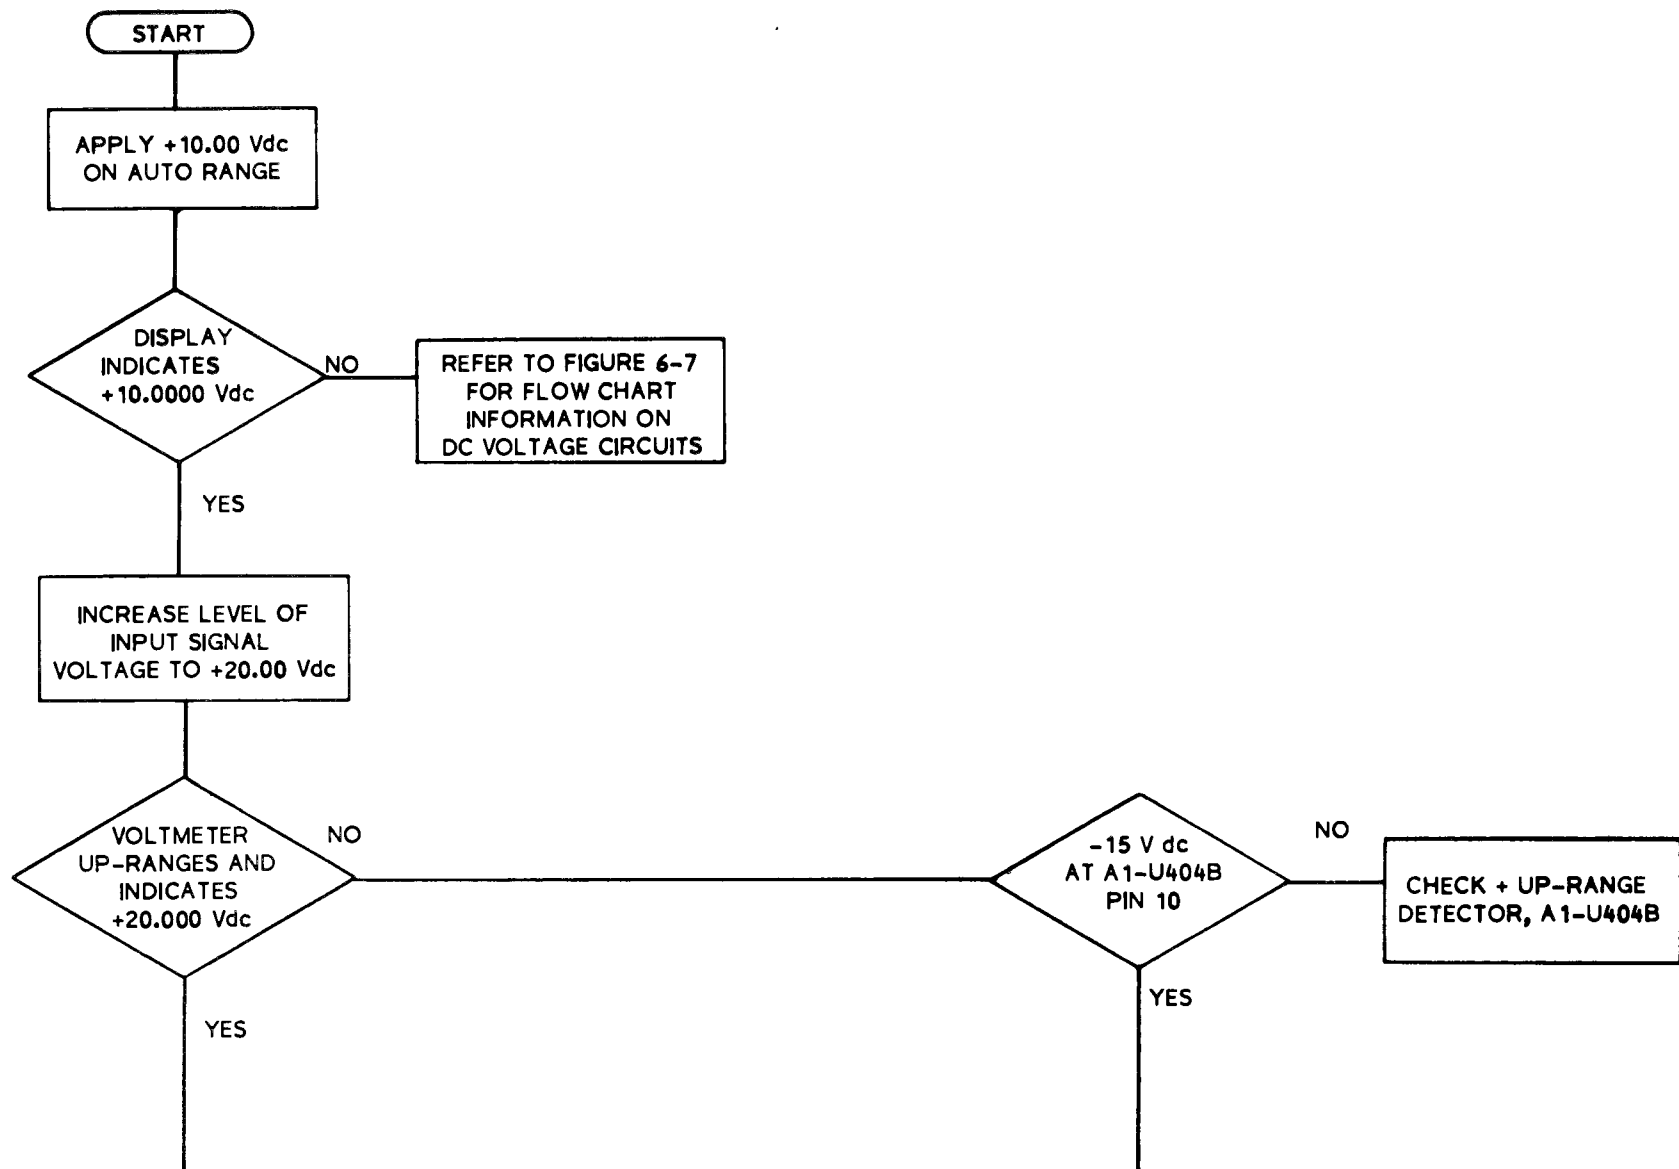 START
APPLY +10.00 Vdc
ON AUTO RANGE
DISPLAY
INDICATES
+10.0000 Vdc
NO
REFER TO FIGURE 6-7
FOR FLOW CHART
INFORMATION ON
DC VOLTAGE CIRCUITS
YES
INCREASE LEVEL OF
INPUT SIGNAL
VOLTAGE TO +20.00 Vdc
VOLTMETER
UP-RANGES AND
INDICATES
+20.000 Vdc
NO
-15 V dc
AT A1-U404B
PIN 10
NO
CHECK + UP-RANGE
DETECTOR, A1-U404B
YES
YES